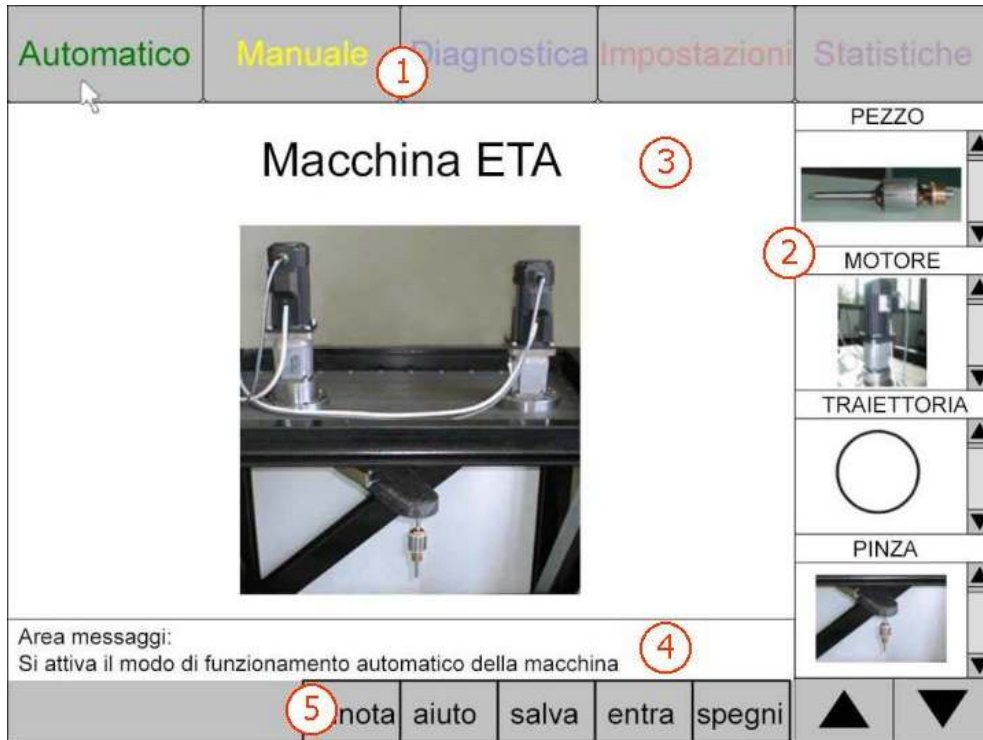 Automatico Manuale Diagnostica Impostazioni Statistiche
1
Macchina ETA
3
PEZZO
2
MOTORE
TRAIETTORIA
PINZA
Area messaggi:
Si attiva il modo di funzionamento automatico della macchina
4
5
nota aiuto salva entra spegni